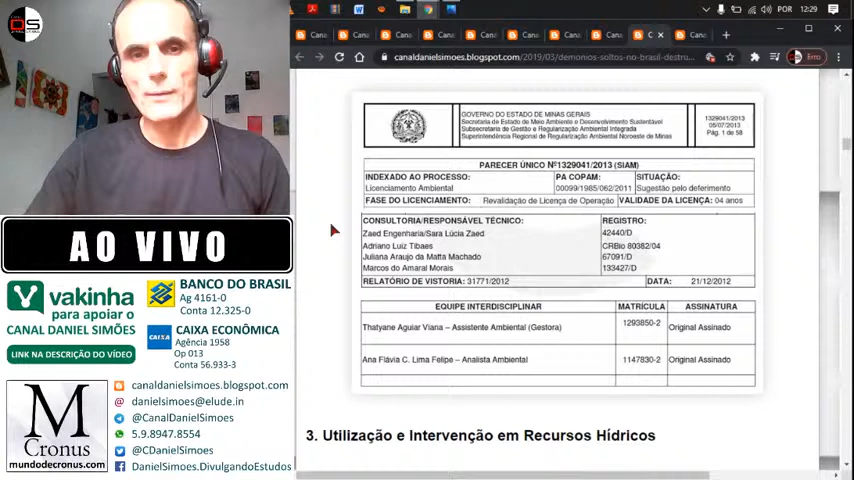 POR 12:29
canaldanielsimoes.blogspot.com/2019/03/demonios-soltos-no-brasil-destru...
GOVERNO DO ESTADO DE MINAS GERAIS
Secretaria de Estado de Meio Ambiente e Desenvolvimento Sustentável
Subsecretaria de Gestão e Regularização Ambiental Integrada
Superintendência Regional de Regularização Ambiental Noroeste de Minas
1329041/2013
05/07/2013
Pág. 1 de 58
PARECER ÚNICO Nº1329041/2013 (SIAM)
INDEXADO AO PROCESSO: PA COPAM: SITUAÇÃO:
Licenciamento Ambiental 00099/1985/062/2011 Sugestão pelo deferimento
FASE DO LICENCIAMENTO: Revalidação de Licença de Operação VALIDADE DA LICENÇA: 04 anos
CONSULTORIA/RESPONSÁVEL TÉCNICO: REGISTRO:
Zaed Engenharia/Sara Lúcia Zaed 42440/D
Adriano Luiz Tibaes CRBio 80382/04
Juliana Araujo da Matta Machado 67091/D
Marcos do Amaral Morais 133427/D
RELATÓRIO DE VISTORIA: 31771/2012 DATA: 21/12/2012
EQUIPE INTERDISCIPLINAR MATRÍCULA ASSINATURA
Thatyane Aguiar Viana – Assistente Ambiental (Gestora) 1293850-2 Original Assinado
Ana Flávia C. Lima Felipe – Analista Ambiental 1147830-2 Original Assinado
3. Utilização e Intervenção em Recursos Hídricos
AO VIVO
vakinha
para apoiar o
CANAL DANIEL SIMÕES
LINK NA DESCRIÇÃO DO VÍDEO
BANCO DO BRASIL
Ag 4161-0
Conta 12.325-0
CAIXA
CAIXA ECONÔMICA
Agência 1958
Op 013
Conta 56.933-3
M
Cronus
mundodecronus.com
canaldanielsimoes.blogspot.com
@ danielsimoes@elude.in
@CanalDanielSimoes
5.9.8947.8554
@CDanielSimoes
DanielSimoes.DivulgandoEstudos